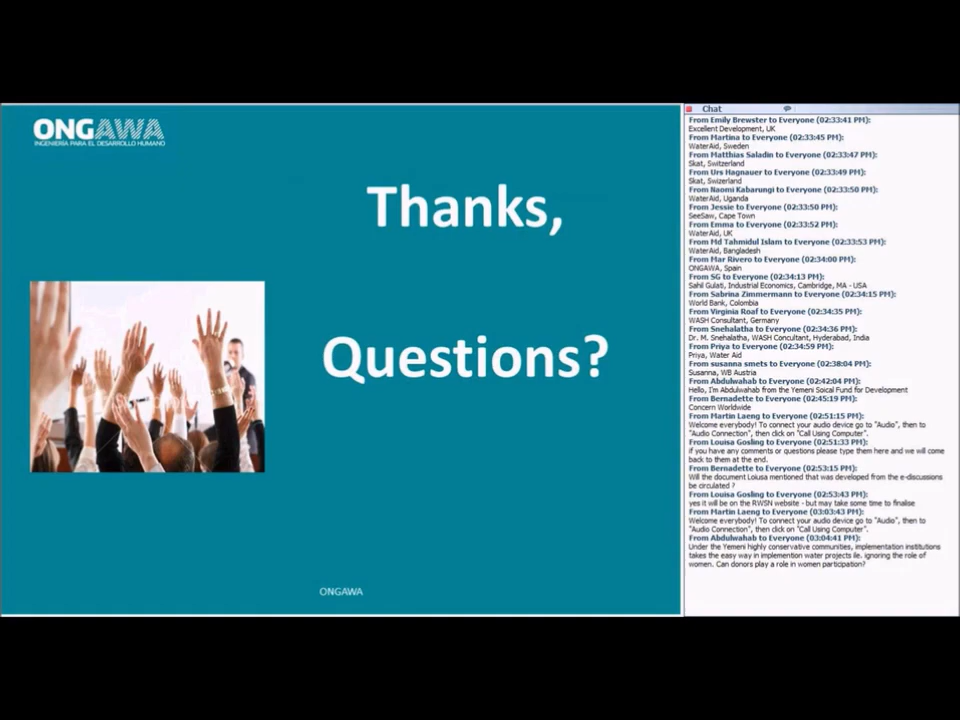 ONGAWA
INGENIERÍA PARA EL DESARROLLO HUMANO
Thanks,
Questions?
ONGAWA
Chat
From Emily Brewster to Everyone (02:33:41 PM):
Excellent Development, UK
From Martina to Everyone (02:33:45 PM):
WaterAid, Sweden
From Matthias Saladin to Everyone (02:33:47 PM):
Skat, Switzerland
From Urs Hagnauer to Everyone (02:33:49 PM):
Skat, Swizerland
From Naomi Kabarungi to Everyone (02:33:50 PM):
WaterAid, Uganda
From Jessie to Everyone (02:33:50 PM):
SeeSaw, Cape Town
From Emma to Everyone (02:33:52 PM):
WaterAid, UK
From Md Tahmidul Islam to Everyone (02:33:53 PM):
WaterAid, Bangladesh
From Mar Rivero to Everyone (02:34:00 PM):
ONGAWA, Spain
From SG to Everyone (02:34:13 PM):
Sahil Gulati, Industrial Economics, Cambridge, MA - USA
From Sabrina Zimmermann to Everyone (02:34:15 PM):
World Bank, Colombia
From Virginia Roaf to Everyone (02:34:35 PM):
WASH Consultant, Germany
From Snehalatha to Everyone (02:34:36 PM):
Dr. M. Snehalatha, WASH Concultant, Hyderabad, India
From Priya to Everyone (02:34:59 PM):
Priya, Water Aid
From susanna smets to Everyone (02:38:04 PM):
Susanna, WB Austria
From Abdulwahab to Everyone (02:42:04 PM):
Hello, I'm Abdulwahab from the Yemeni Soical Fund for Development
From Bernadette to Everyone (02:45:19 PM):
Concern Worldwide
From Martin Laeng to Everyone (02:51:15 PM):
Welcome everybody! To connect your audio device go to "Audio", then to
"Audio Connection", then click on "Call Using Computer".
From Louisa Gosling to Everyone (02:51:33 PM):
if you have any comments or questions please type them here and we will come
back to them at the end.
From Bernadette to Everyone (02:53:15 PM):
Will the document Loiusa mentioned that was developed from the e-discussions
be circulated ?
From Louisa Gosling to Everyone (02:53:43 PM):
yes it will be on the RWSN website - but may take some time to finalise
From Martin Laeng to Everyone (03:03:43 PM):
Welcome everybody! To connect your audio device go to "Audio", then to
"Audio Connection", then click on "Call Using Computer".
From Abdulwahab to Everyone (03:04:41 PM):
Under the Yemeni highly conservative communities, implementation institutions
takes the easy way in implemention water projects ie. ignoring the role of
women. Can donors play a role in women participation?